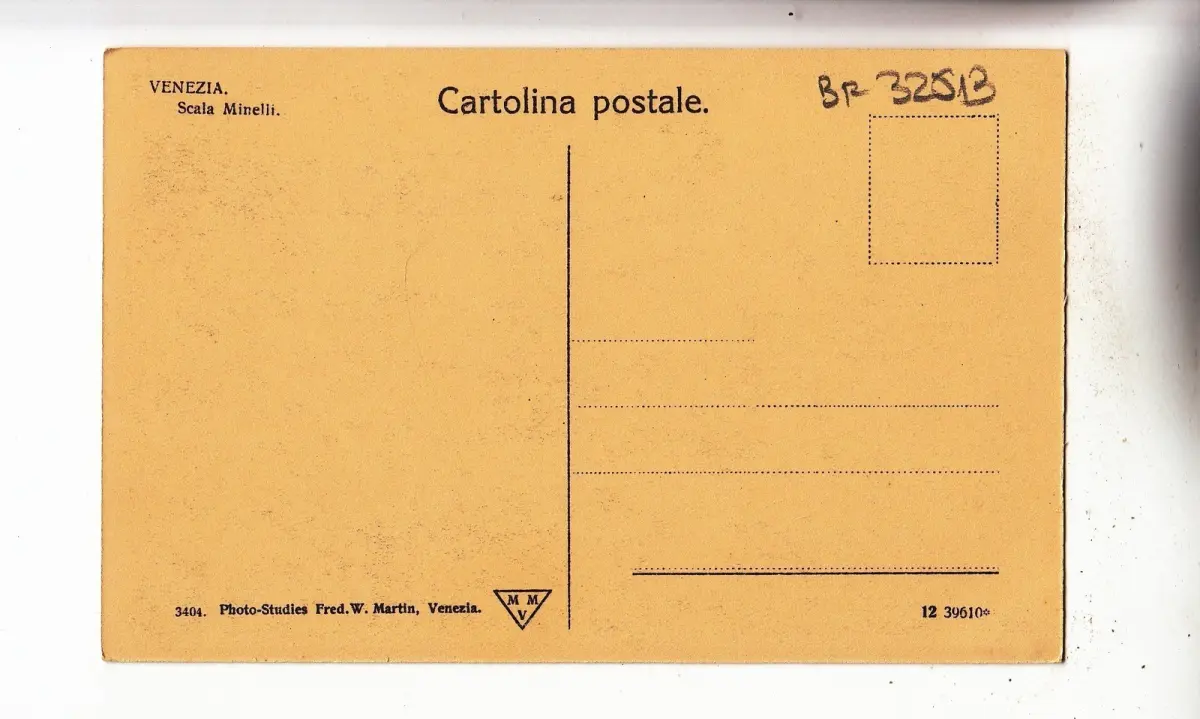 VENEZIA.
Scala Minelli.
Cartolina postale.
BR 32513
3404. Photo-Studies Fred. W. Martin, Venezia.
M M
V
12 39610*